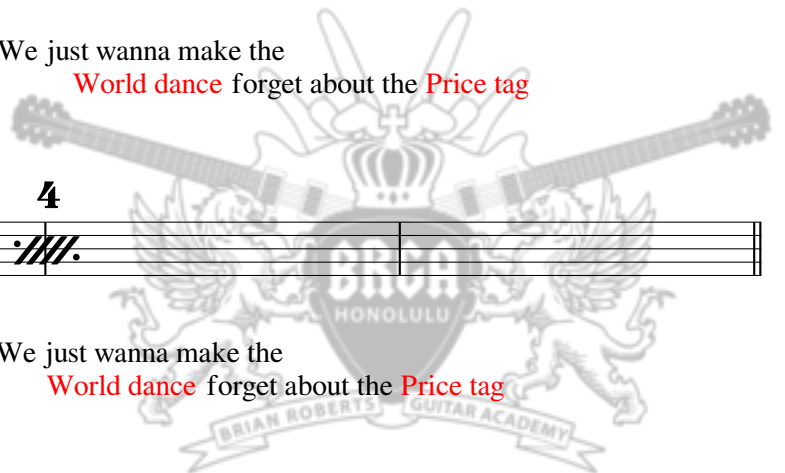 We just wanna make the
World dance forget about the Price tag
4
BRGA
HONOLULU
We just wanna make the
World dance forget about the Price tag
BRIAN ROBERTS GUITAR ACADEMY